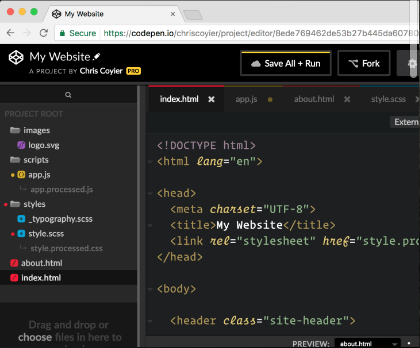 My Website
Secure https://codepen.io/chriscoyier/project/editor/8ede769462de53b27b445da60780
My Website
A PROJECT BY Chris Coyier PRO
Save All + Run
Fork
PROJECT ROOT
images
logo.svg
scripts
app.js
app.processed.js
styles
_typography.scss
style.scss
style.processed.css
about.html
index.html
Drag and drop or
choose files in here to
index.html
app.js
about.html
style.scss
Extern
<!DOCTYPE html>
<html lang="en">
<head>
<meta charset="UTF-8">
<title>My Website</title>
<link rel="stylesheet" href="style.pro
</head>
<body>
<header class="site-header">
PREVIEW: about.html